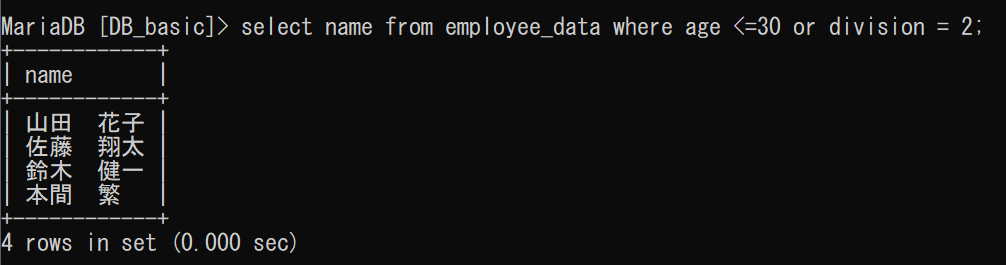 MariaDB [DB_basic]> select name from employee_data where age <=30 or division = 2;
+------------+
| name       |
+------------+
| 山田　花子 |
| 佐藤　翔太 |
| 鈴木　健一 |
| 本間　繁   |
+------------+
4 rows in set (0.000 sec)